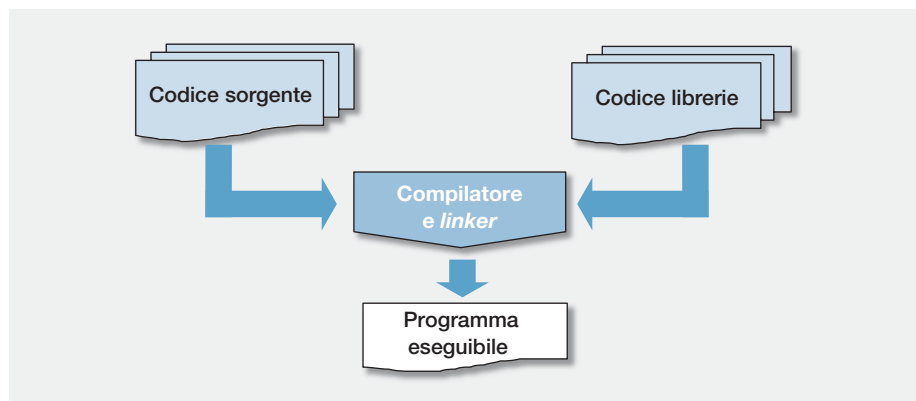 Codice sorgente
Codice librerie
Compilatore
e linker
Programma
eseguibile